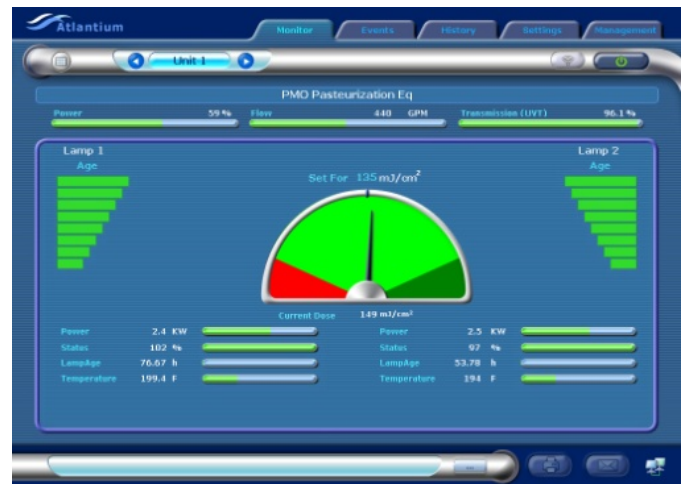 Atlantium
Monitor Events History Settings Management
Unit 1
PMO Pasteurization Eq
Power 59 % Flow 440 GPM Transmission (UVT) 96.1 %
Lamp 1 Lamp 2
Age Age
Set For 135 mJ/cm²
Current Dose 149 mJ/cm²
Power 2.4 KW Power 2.5 KW
Status 102 % Status 97 %
LampAge 76.67 h LampAge 53.78 h
Temperature 199.4 F Temperature 194 F
...